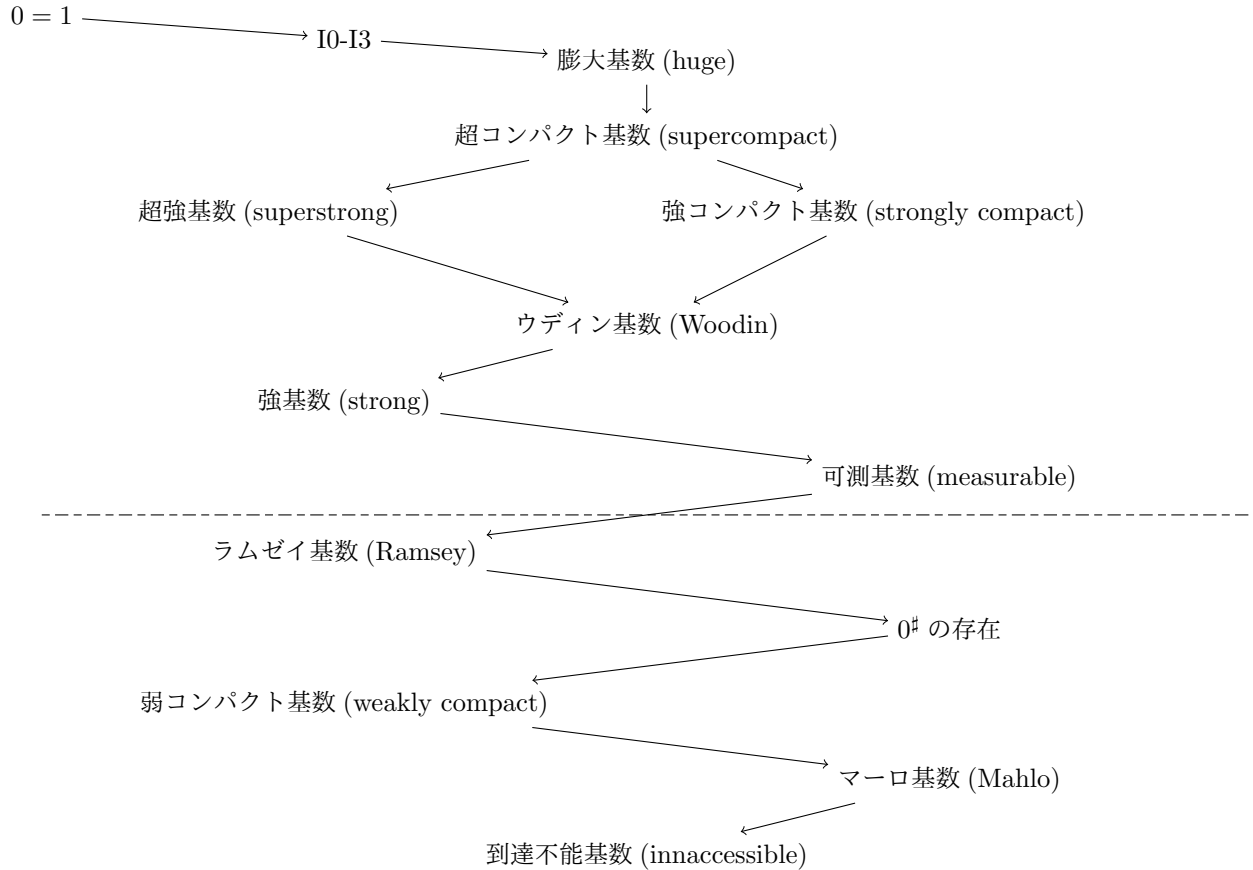 0 = 1
I0-I3
膨大基数 (huge)
超コンパクト基数 (supercompact)
超強基数 (superstrong)
強コンパクト基数 (strongly compact)
ウディン基数 (Woodin)
強基数 (strong)
可測基数 (measurable)
ラムゼイ基数 (Ramsey)
0♯ の存在
弱コンパクト基数 (weakly compact)
マーロ基数 (Mahlo)
到達不能基数 (innaccessible)